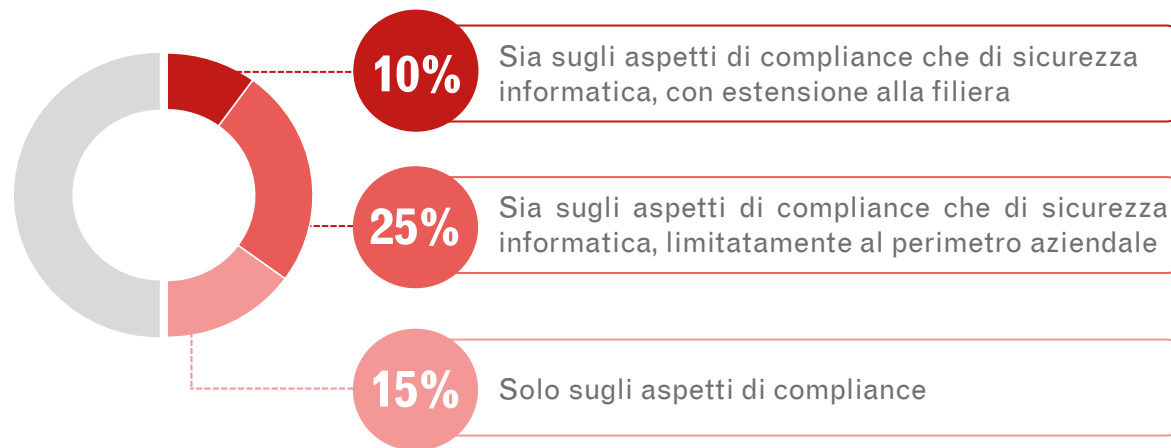 10%
Sia sugli aspetti di compliance che di sicurezza
informatica, con estensione alla filiera
25%
Sia sugli aspetti di compliance che di sicurezza
informatica, limitatamente al perimetro aziendale
15%
Solo sugli aspetti di compliance